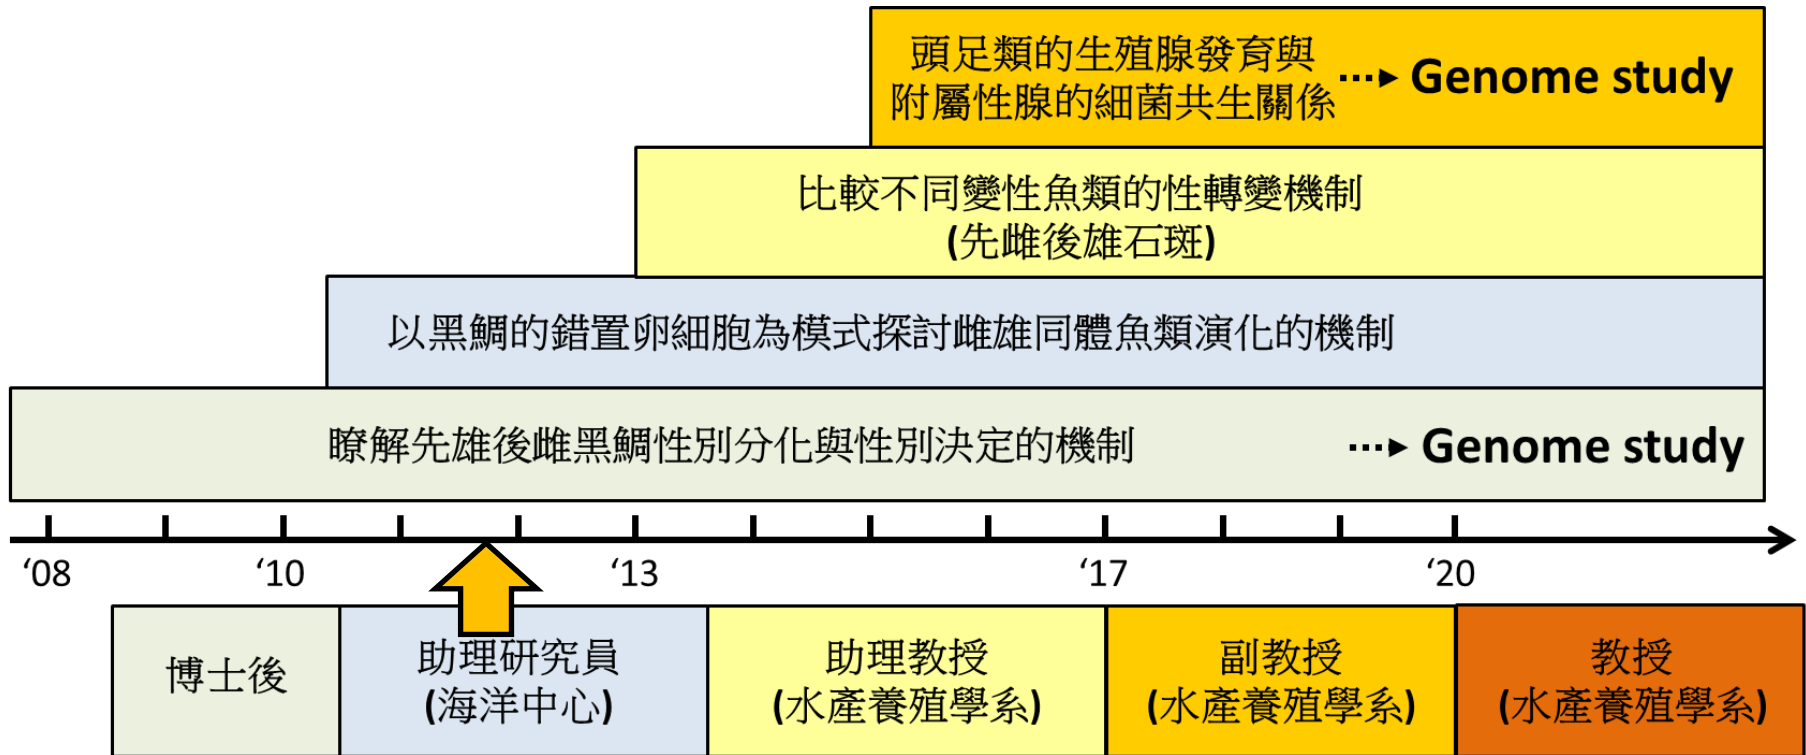 頭足類的生殖腺發育與
附屬性腺的細菌共生關係
Genome study
比較不同變性魚類的性轉變機制
(先雌後雄石斑)
以黑鯛的錯置卵細胞為模式探討雌雄同體魚類演化的機制
瞭解先雄後雌黑鯛性別分化與性別決定的機制
Genome study
‘08 ‘10 ‘13 ‘17 ‘20
博士後
助理研究員
(海洋中心)
助理教授
(水產養殖學系)
副教授
(水產養殖學系)
教授
(水產養殖學系)